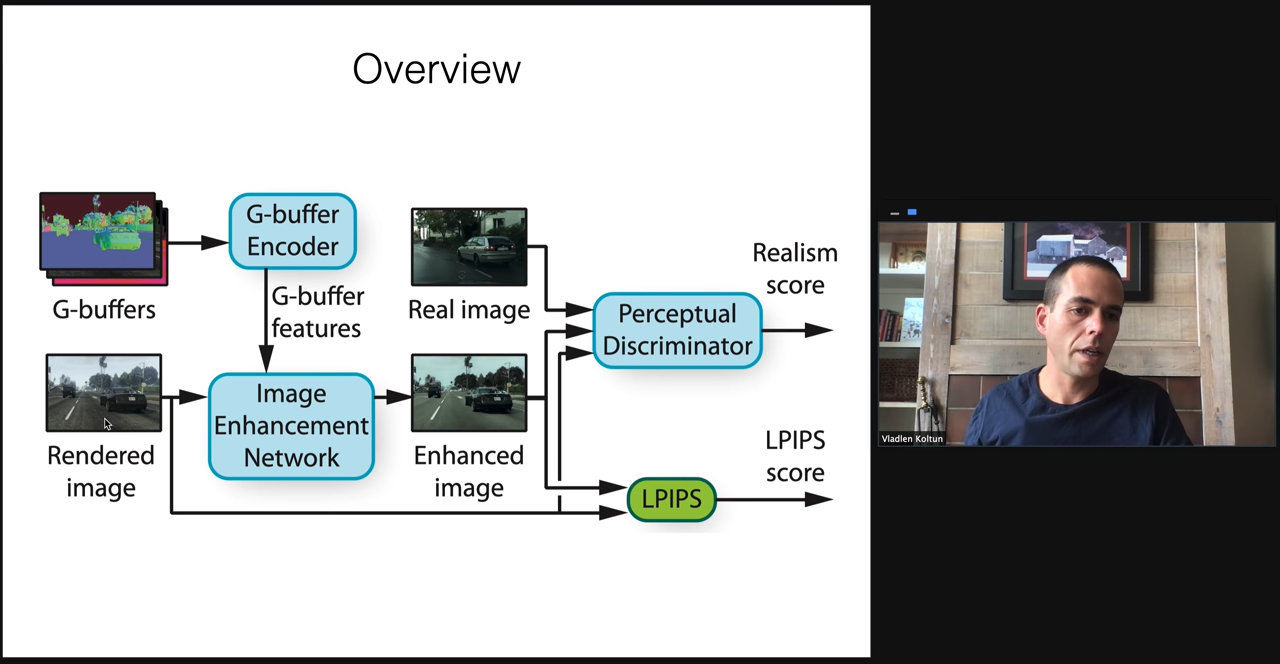 Overview
G-buffers
G-buffer
Encoder
G-buffer
features
Real image
Rendered
image
Image
Enhancement
Network
Enhanced
image
Perceptual
Discriminator
Realism
score
LPIPS
LPIPS
score
Vladlen Koltun